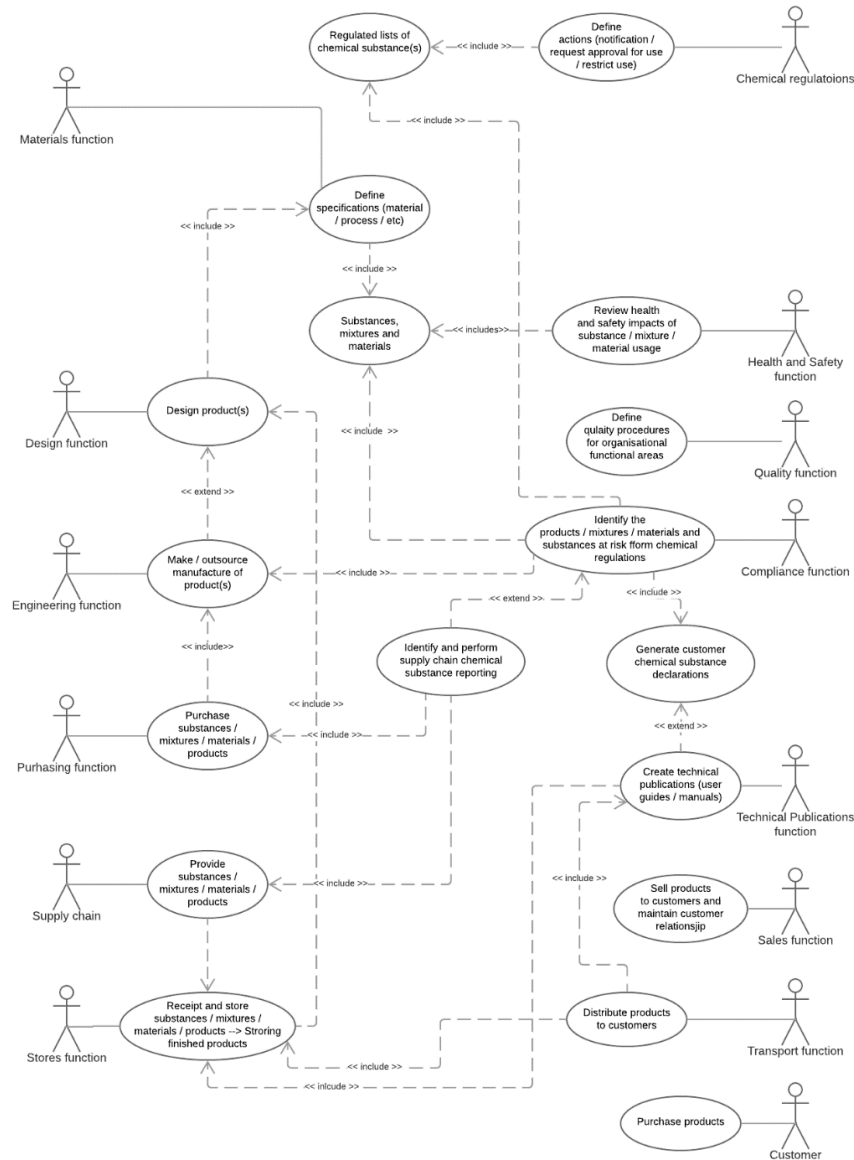 Regulated lists of
chemical substance(s)
<< include >>
Define
actions (notification /
request approval for use
/ restrict use)
Chemical regulatoions
Materials function
<< include >>
Define
specifications (material
/ process / etc)
<< include >>
<< include >>
Substances,
mixtures and
materials
<< includes>>
Review health
and safety impacts of
substance / mixture /
material usage
Health and Safety
function
Design function
Design product(s)
<< include >>
Define
qulaity procedures
for organisational
functional areas
Quality function
<< extend >>
Identify the
products / mixtures / materials and
substances at risk fform chemical
regulations
Compliance function
Engineering function
Make / outsource
manufacture of
product(s)
<< include >>
<< extend >>
<< include >>
<< include>>
Identify and perform
supply chain chemical
substance reporting
Generate customer
chemical substance
declarations
<< include >>
Purhasing function
Purchase
substances /
mixtures / materials /
products
<< include >>
<< extend >>
Create technical
publications (user
guides / manuals)
Technical Publications
function
Supply chain
Provide
substances /
mixtures / materials /
products
<< include >>
<< include >>
Sell products
to customers and
maintain customer
relationsjip
Sales function
Stores function
Receipt and store
substances / mixtures /
materials / products --> Stroring
finished products
Distribute products
to customers
Transport function
<< include >>
<< inlcude >>
Purchase products
Customer